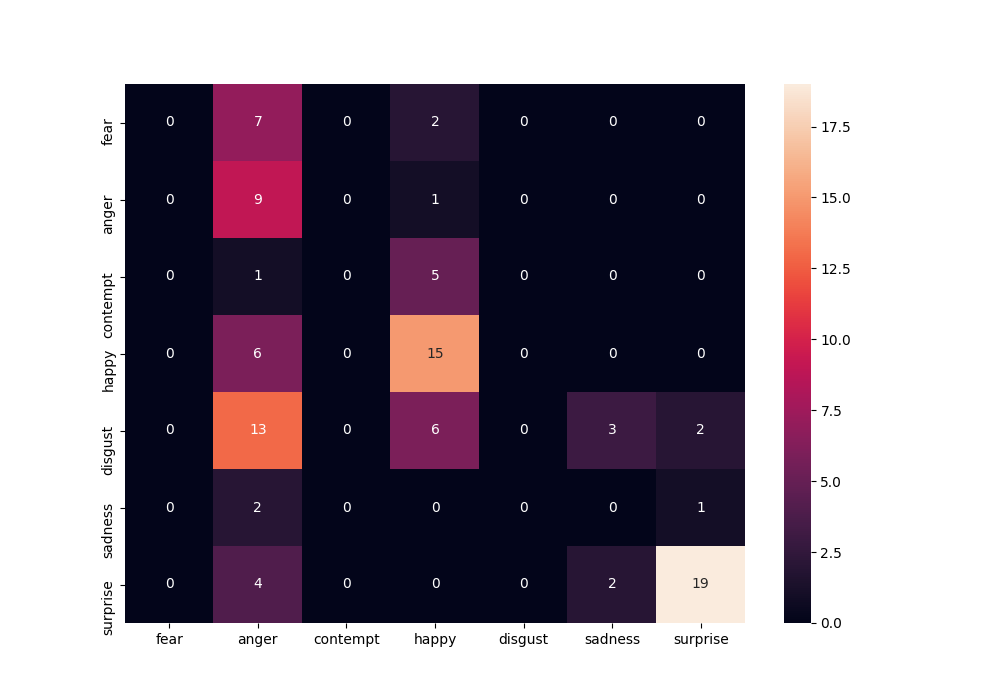 fear 0 7 0 2 0 0 0
anger 0 9 0 1 0 0 0
contempt 0 1 0 5 0 0 0
happy 0 6 0 15 0 0 0
disgust 0 13 0 6 0 3 2
sadness 0 2 0 0 0 0 1
surprise 0 4 0 0 0 2 19
fear anger contempt happy disgust sadness surprise
17.5
15.0
12.5
10.0
7.5
5.0
2.5
0.0